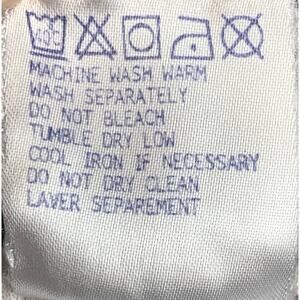 40°C
MACHINE WASH WARM
WASH SEPARATELY
DO NOT BLEACH
TUMBLE DRY LOW
COOL IRON IF NECESSARY
DO NOT DRY CLEAN
LAVER SEPAREMENT